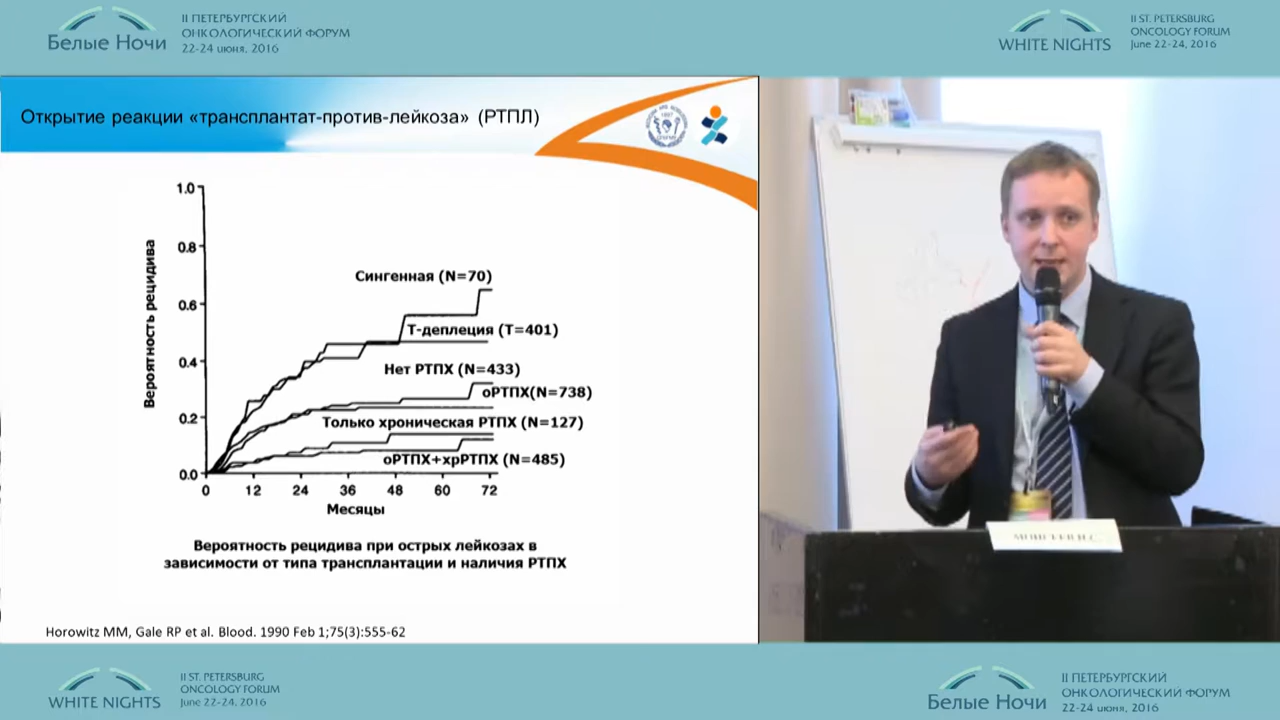 Белые Ночи
II ПЕТЕРБУРГСКИЙ
ОНКОЛОГИЧЕСКИЙ ФОРУМ
22-24 июня, 2016
WHITE NIGHTS
II ST. PETERSBURG
ONCOLOGY FORUM
June 22-24, 2016
Открытие реакции «трансплантат-против-лейкоза» (РТПЛ)
Вероятность рецидива
1.0
0.8
0.6
0.4
0.2
0.0
Сингенная (N=70)
Т-деплеция (T=401)
Нет РТПХ (N=433)
оРТПХ(N=738)
Только хроническая РТПХ (N=127)
оРТПХ+хрРТПХ (N=485)
0 12 24 36 48 60 72
Месяцы
Вероятность рецидива при острых лейкозах в
зависимости от типа трансплантации и наличия РТПХ
Horowitz MM, Gale RP et al. Blood. 1990 Feb 1;75(3):555-62
WHITE NIGHTS
II ST. PETERSBURG
ONCOLOGY FORUM
June 22-24, 2016
Белые Ночи
II ПЕТЕРБУРГСКИЙ
ОНКОЛОГИЧЕСКИЙ ФОРУМ
22-24 июня, 2016